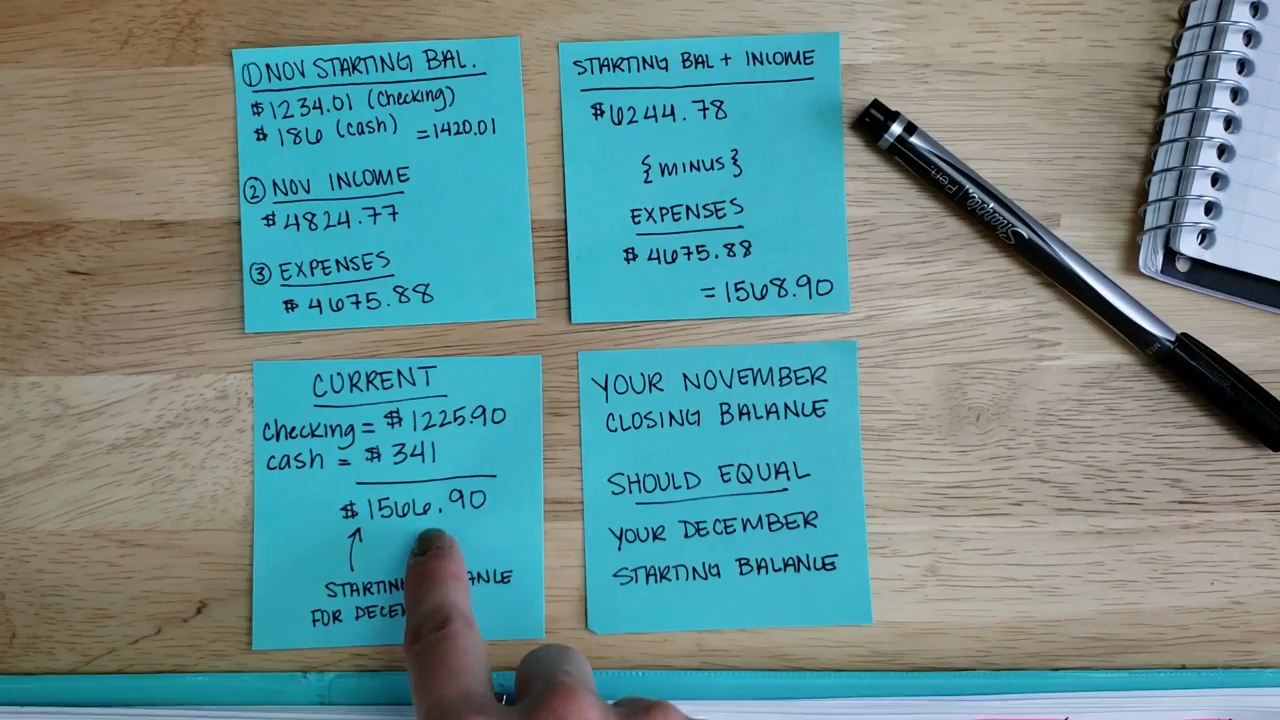 ① NOV STARTING BAL.
$1234.01 (Checking)
$ 186 (cash) =1420.01
② NOV INCOME
$4824.77
③ EXPENSES
$4675.88
STARTING BAL + INCOME
$6244.78
{MINUS}
EXPENSES
$4675.88
=1568.90
CURRENT
checking = $1225.90
cash = $341
$1566.90
STARTING
FOR
YOUR NOVEMBER
CLOSING BALANCE
SHOULD EQUAL
YOUR DECEMBER
STARTING BALANCE
Sharpie Pen